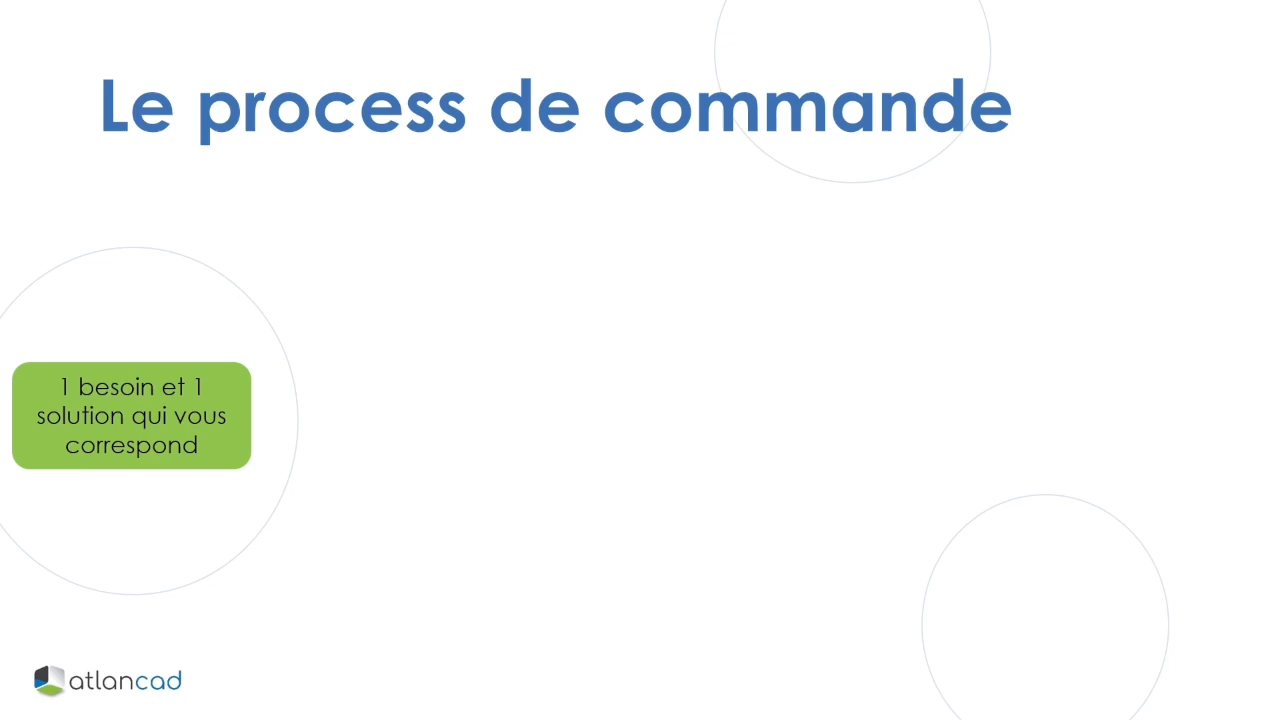 Le process de commande
1 besoin et 1
solution qui vous
correspond
atlancad